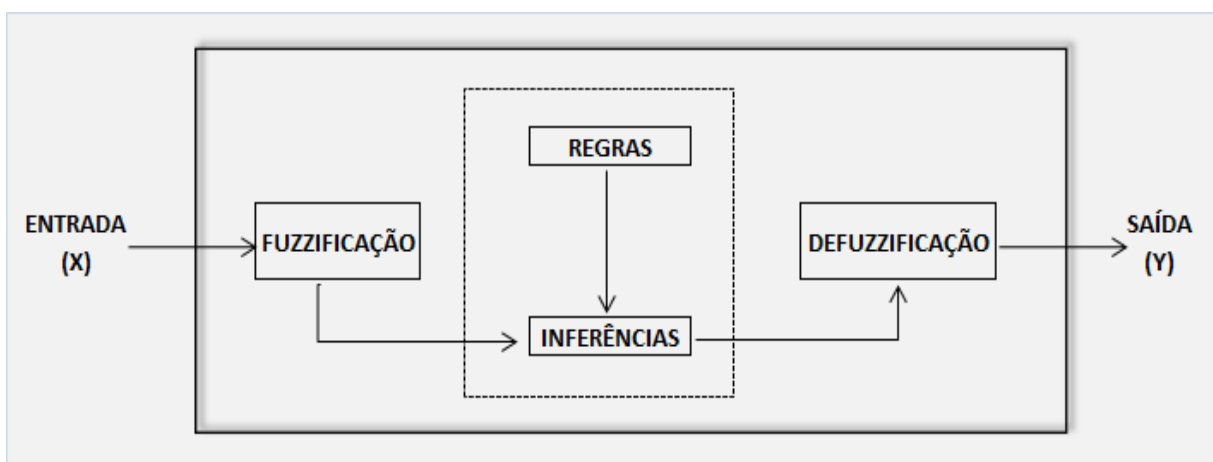 REGRAS
ENTRADA
(X)
FUZZIFICAÇÃO
DEFUZZIFICAÇÃO
SAÍDA
(Y)
INFERÊNCIAS